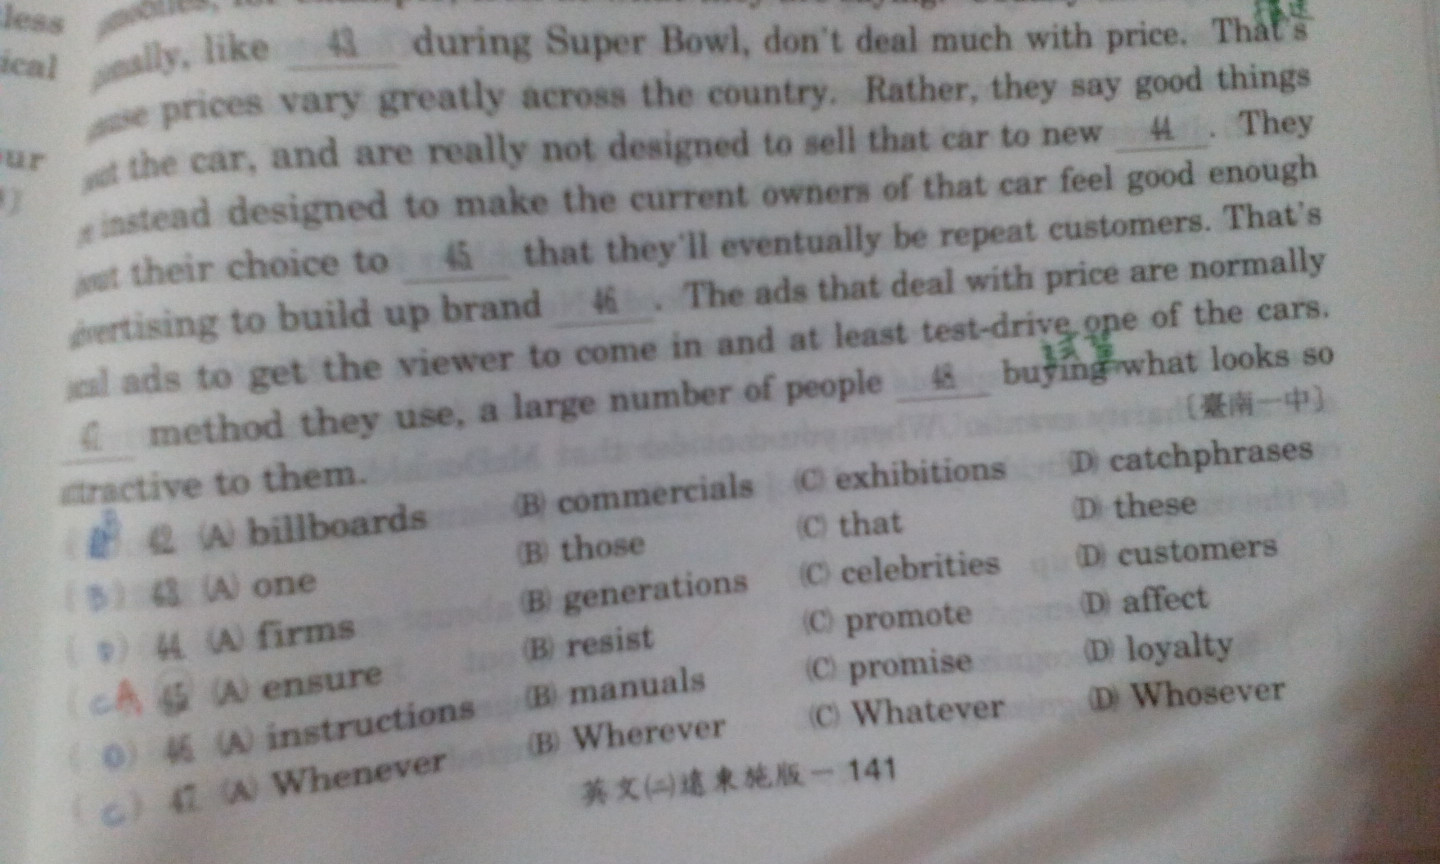 less
ical
ur
like 43 during Super Bowl, don't deal much with price. That's
prices vary greatly across the country. Rather, they say good things
the car, and are really not designed to sell that car to new 44 . They
instead designed to make the current owners of that car feel good enough
their choice to 45 that they'll eventually be repeat customers. That's
to build up brand 46 . The ads that deal with price are normally
ads to get the viewer to come in and at least test-drive one of the cars.
47 method they use, a large number of people 48 buying what looks so
to them.
〔臺南一中〕
42 (A) billboards (B) commercials (C) exhibitions (D) catchphrases
(B) 43 (A) one (B) those (C) that (D) these
(D) 44 (A) firms (B) generations (C) celebrities (D) customers
(C A 45 (A) ensure (B) resist (C) promote (D) affect
(D) 46 (A) instructions (B) manuals (C) promise (D) loyalty
(C) 47 (A) Whenever (B) Wherever (C) Whatever (D) Whosever
英文(二)遠東施版－141